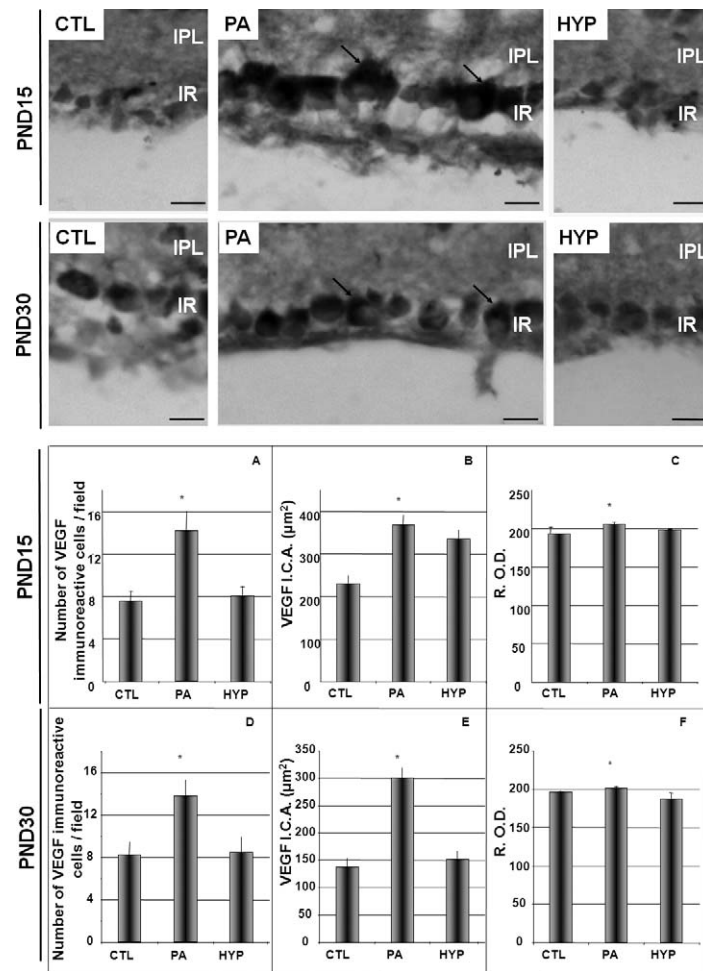 PND15
CTL
IPL
IR
PA
IPL
IR
HYP
IPL
IR
PND30
CTL
IPL
IR
PA
IPL
IR
HYP
IPL
IR
PND15
A
Number of VEGF
immunoreactive cells / field
16
12
8
4
0
*
CTL PA HYP
B
VEGF I.C.A. (µm²)
400
300
200
100
0
*
CTL PA HYP
C
R. O.D.
250
200
150
100
50
0
*
CTL PA HYP
PND30
D
Number of VEGF immunoreactive
cells / field
16
12
8
4
0
*
CTL PA HYP
E
VEGF I.C.A. (µm²)
350
300
250
200
150
100
50
0
*
CTL PA HYP
F
R. O.D.
250
200
150
100
50
0
*
CTL PA HYP